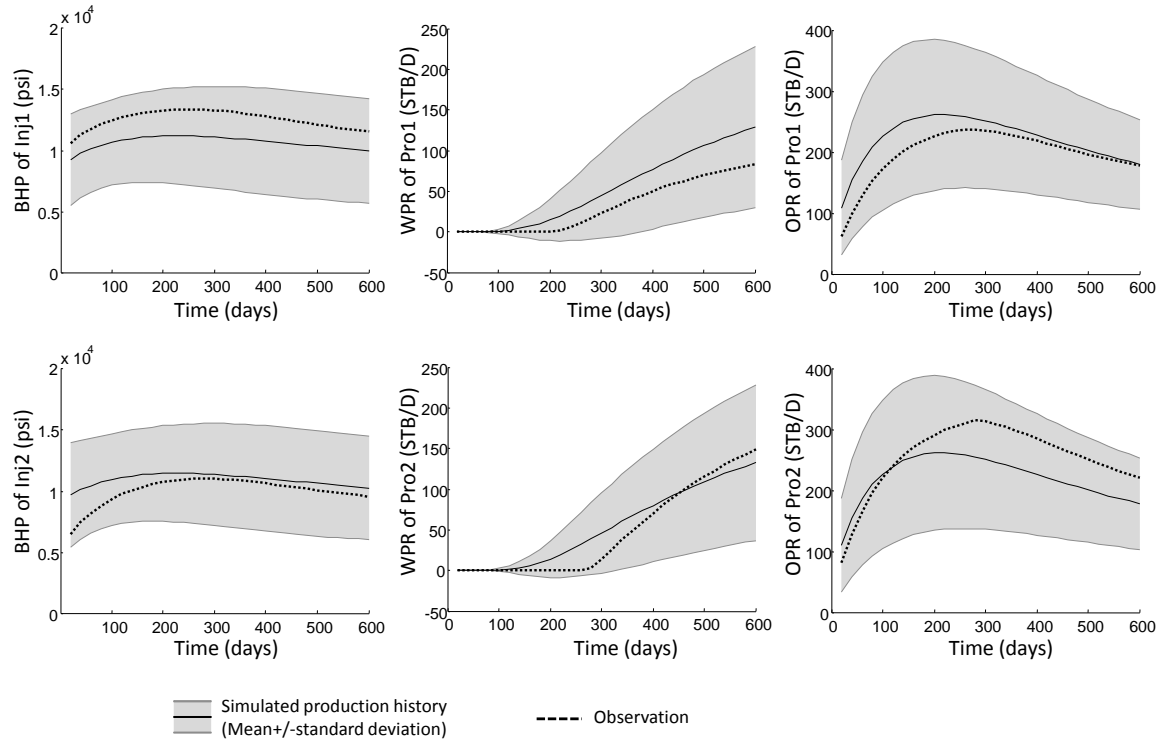 x 10⁴
2
1.5
1
0.5
0
100 200 300 400 500 600
Time (days)
BHP of Inj1 (psi)
250
200
150
100
50
0
-50
0 100 200 300 400 500 600
Time (days)
WPR of Pro1 (STB/D)
400
300
200
100
0
0 100 200 300 400 500 600
Time (days)
OPR of Pro1 (STB/D)
x 10⁴
2
1.5
1
0.5
0
100 200 300 400 500 600
Time (days)
BHP of Inj2 (psi)
250
200
150
100
50
0
-50
0 100 200 300 400 500 600
Time (days)
WPR of Pro2 (STB/D)
400
300
200
100
0
0 100 200 300 400 500 600
Time (days)
OPR of Pro2 (STB/D)
Simulated production history
(Mean+/-standard deviation)
Observation